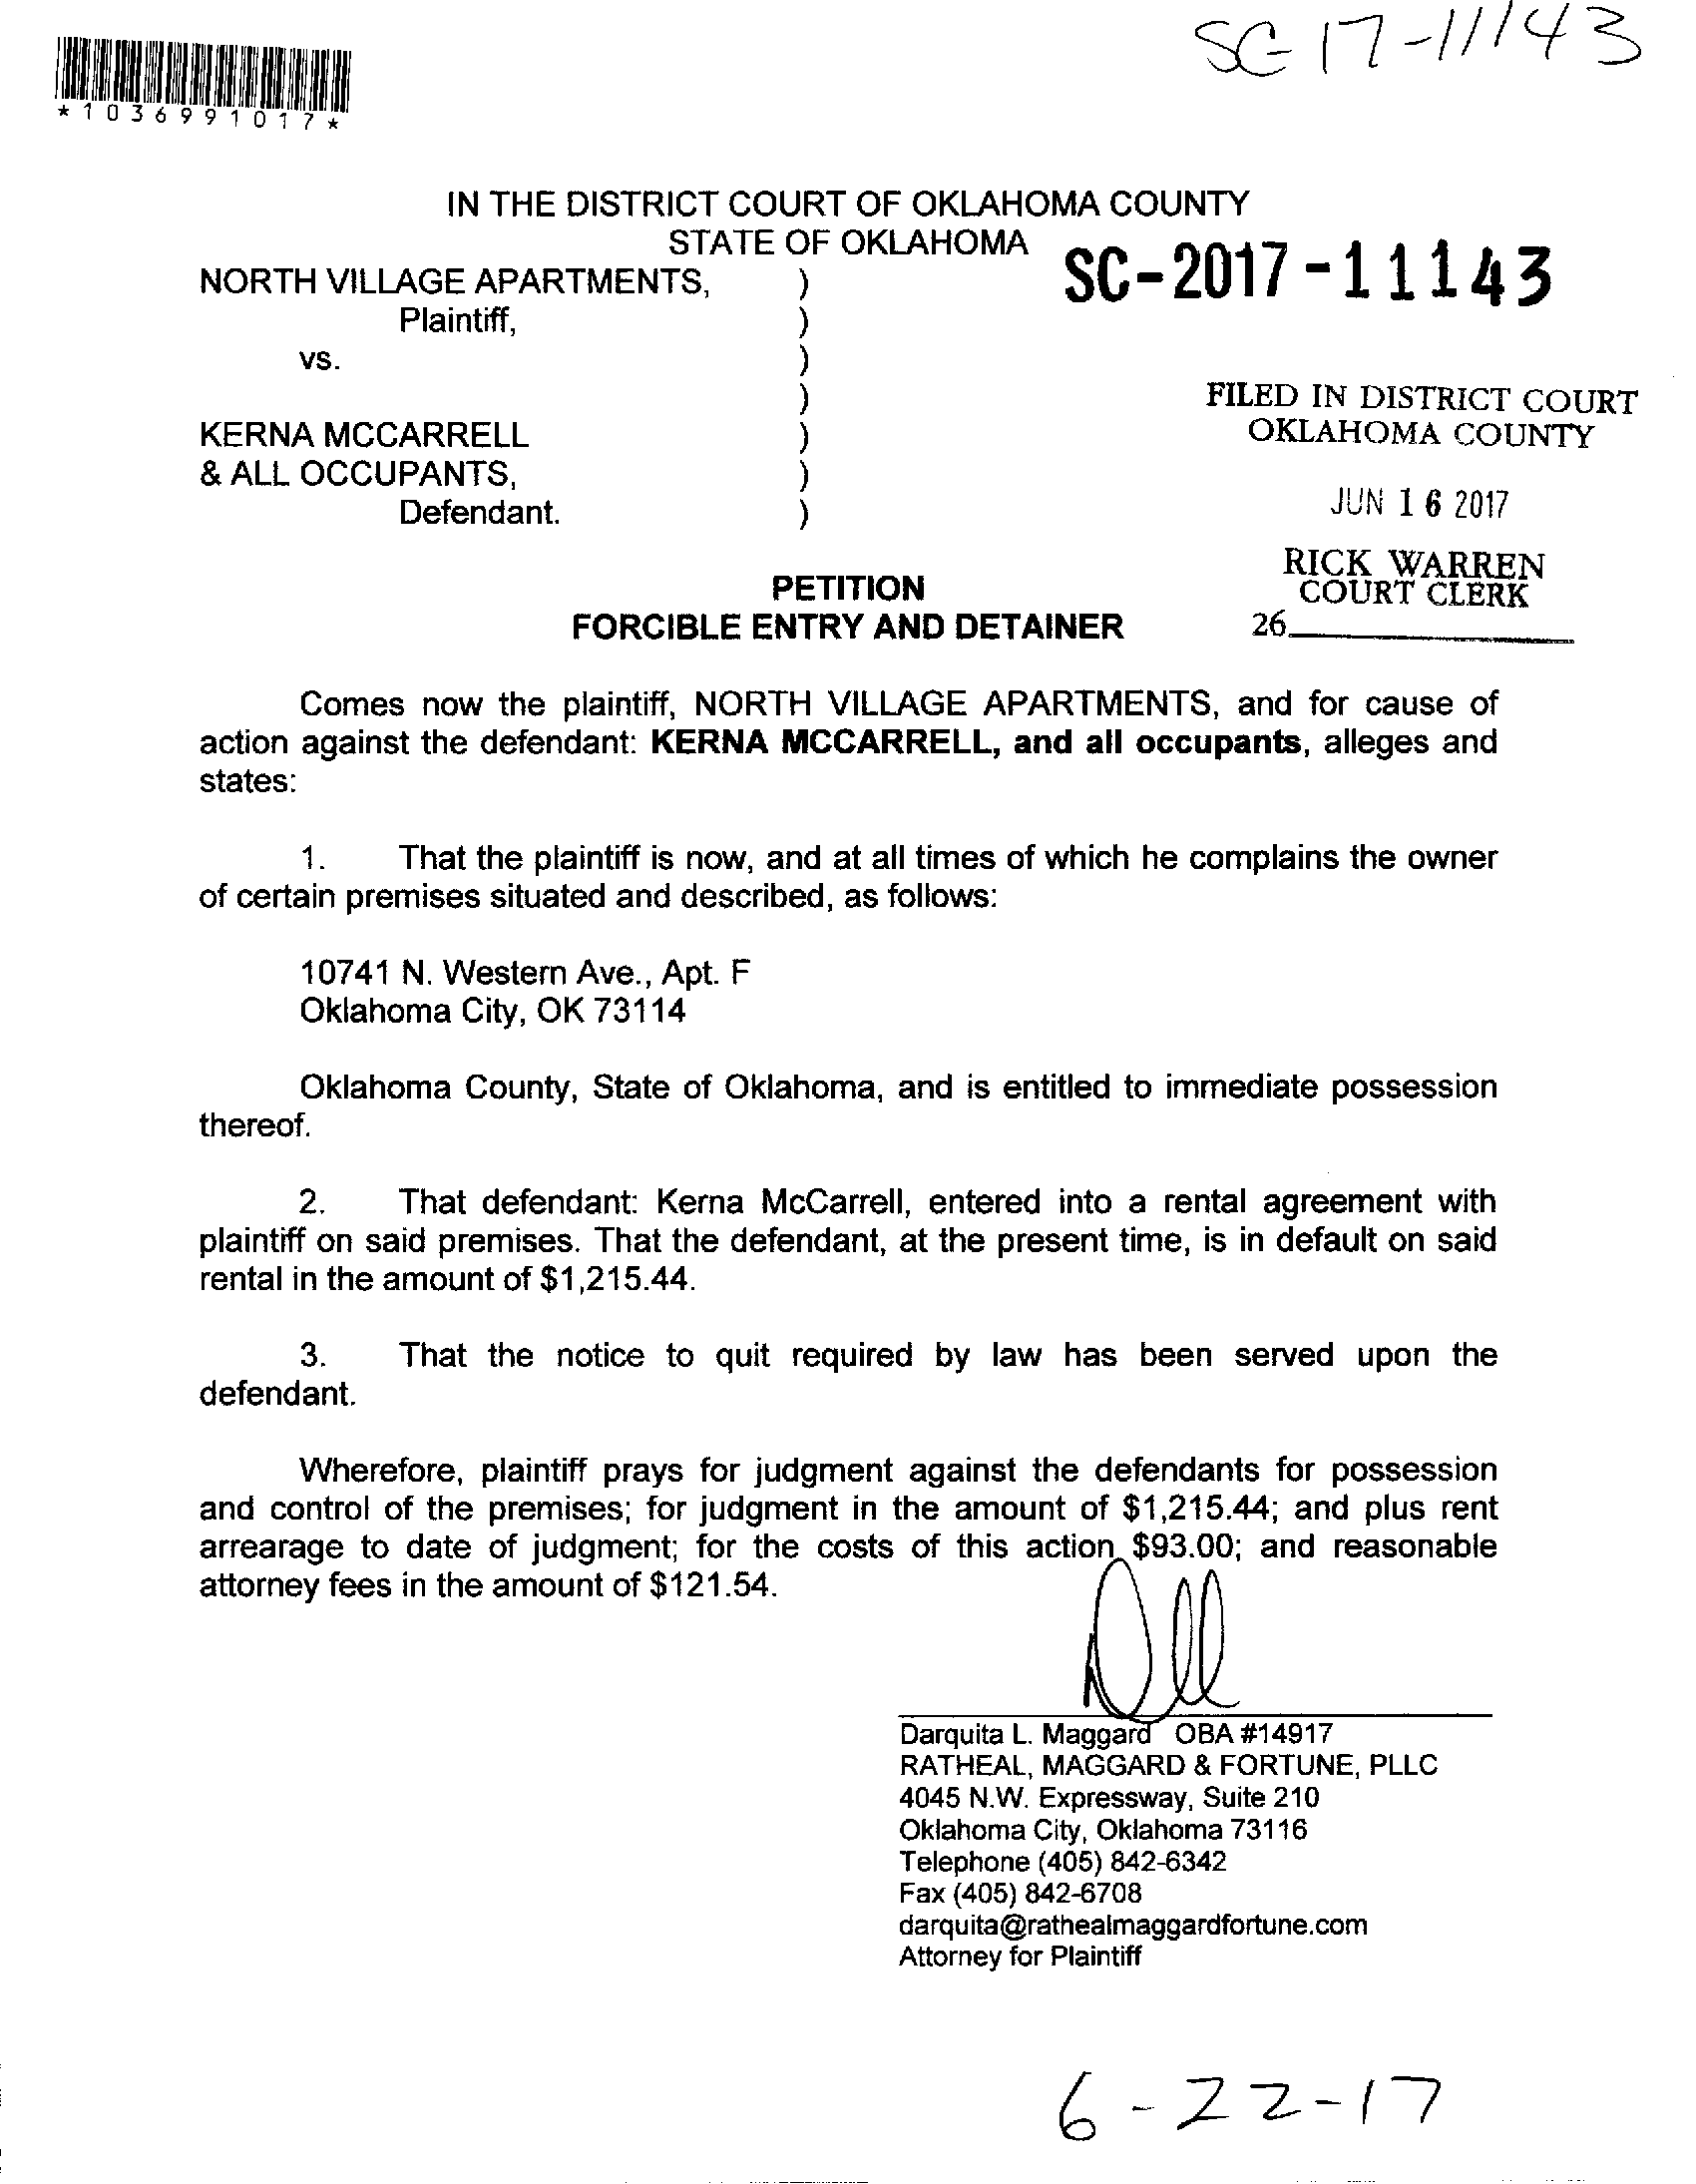 SC-17-11143
*1036991017*
IN THE DISTRICT COURT OF OKLAHOMA COUNTY
STATE OF OKLAHOMA
SC-2017-11143
NORTH VILLAGE APARTMENTS, )
Plaintiff, )
vs. )
)
KERNA MCCARRELL )
& ALL OCCUPANTS, )
Defendant. )
FILED IN DISTRICT COURT
OKLAHOMA COUNTY
JUN 16 2017
RICK WARREN
COURT CLERK
26
PETITION
FORCIBLE ENTRY AND DETAINER
Comes now the plaintiff, NORTH VILLAGE APARTMENTS, and for cause of
action against the defendant: KERNA MCCARRELL, and all occupants, alleges and
states:
1. That the plaintiff is now, and at all times of which he complains the owner
of certain premises situated and described, as follows:
10741 N. Western Ave., Apt. F
Oklahoma City, OK 73114
Oklahoma County, State of Oklahoma, and is entitled to immediate possession
thereof.
2. That defendant: Kerna McCarrell, entered into a rental agreement with
plaintiff on said premises. That the defendant, at the present time, is in default on said
rental in the amount of $1,215.44.
3. That the notice to quit required by law has been served upon the
defendant.
Wherefore, plaintiff prays for judgment against the defendants for possession
and control of the premises; for judgment in the amount of $1,215.44; and plus rent
arrearage to date of judgment; for the costs of this action $93.00; and reasonable
attorney fees in the amount of $121.54.
Darquita L. Maggard OBA #14917
RATHEAL, MAGGARD & FORTUNE, PLLC
4045 N.W. Expressway, Suite 210
Oklahoma City, Oklahoma 73116
Telephone (405) 842-6342
Fax (405) 842-6708
darquita@rathealmaggardfortune.com
Attorney for Plaintiff
6-22-17